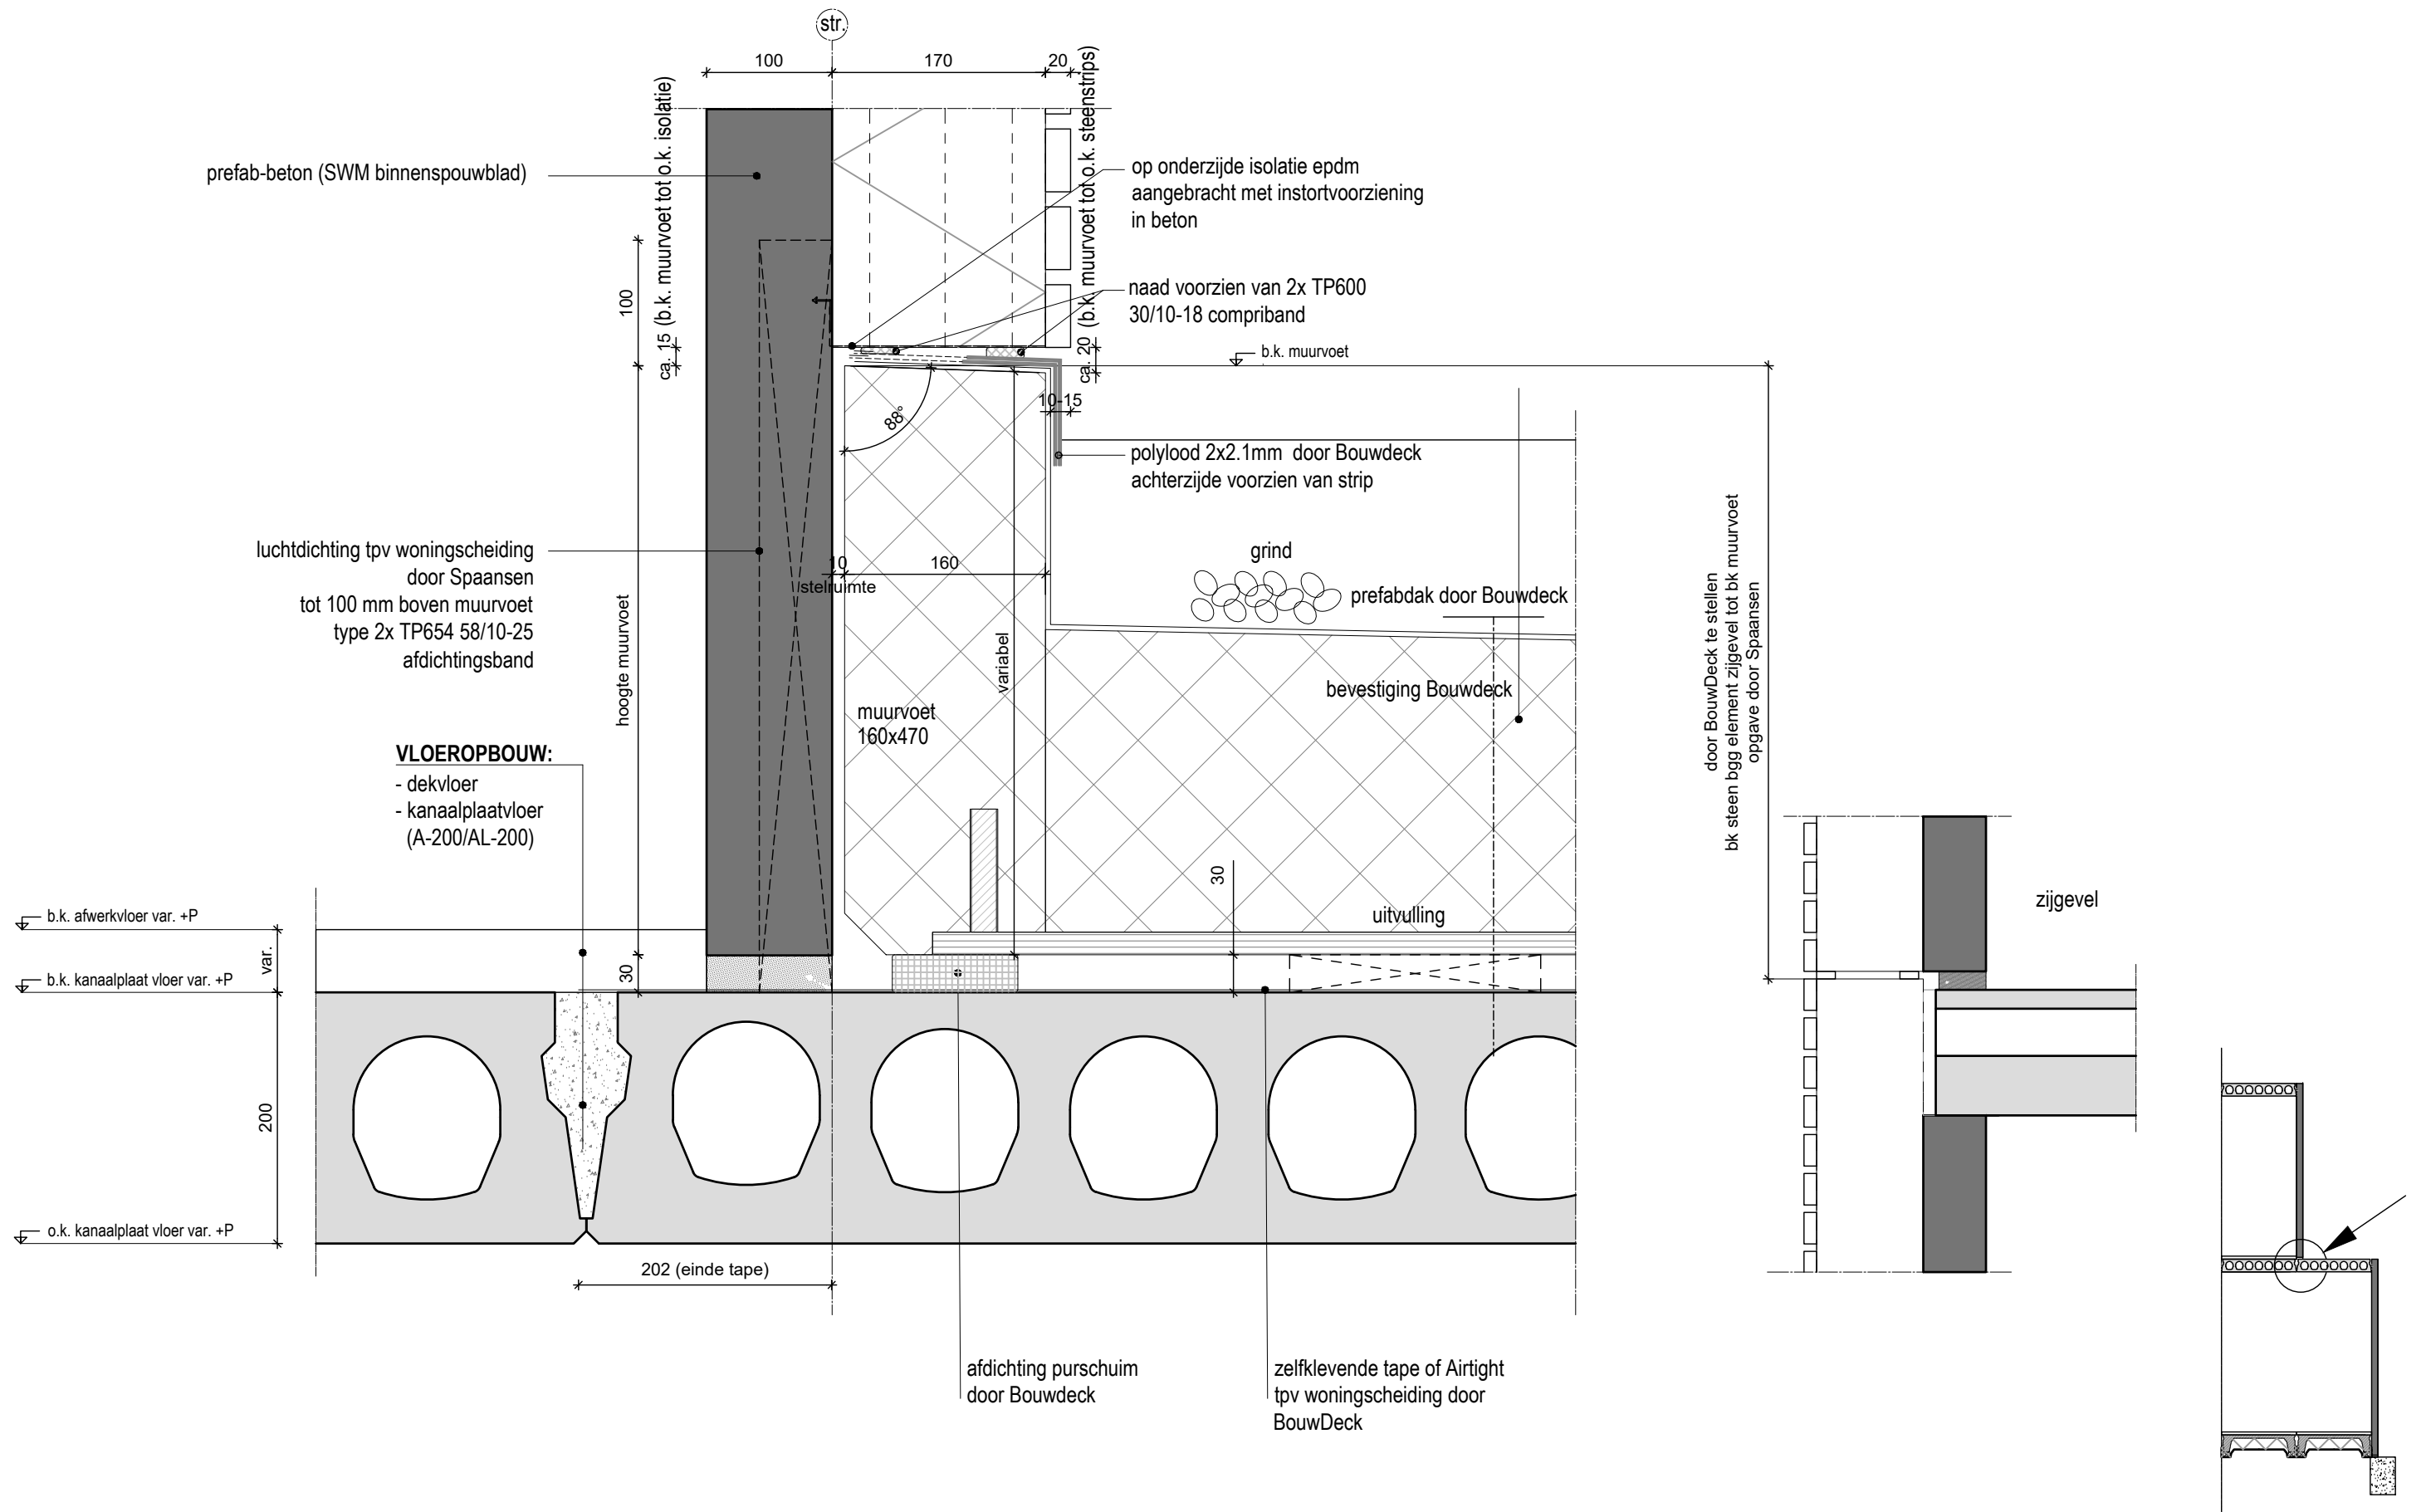 str.
100
170
20
ca. 15 (b.k. muurvoet tot o.k. isolatie)
ca. 20 (b.k. muurvoet tot o.k. steenstrips)
prefab-beton (SWM binnenspouwblad)
op onderzijde isolatie epdm
aangebracht met instortvoorziening
in beton
100
naad voorzien van 2x TP600
30/10-18 compriband
b.k. muurvoet
10-15
88°
polylood 2x2.1mm door Bouwdeck
achterzijde voorzien van strip
luchtdichting tpv woningscheiding
door Spaansen
tot 100 mm boven muurvoet
type 2x TP654 58/10-25
afdichtingsband
10
160
stelruimte
grind
prefabdak door Bouwdeck
hoogte muurvoet
variabel
bevestiging Bouwdeck
muurvoet
160x470
door BouwDeck te stellen
bk steen bgg element zijgevel tot bk muurvoet
opgave door Spaansen
VLOEROPBOUW:
- dekvloer
- kanaalplaatvloer
(A-200/AL-200)
30
uitvulling
zijgevel
b.k. afwerkvloer var. +P
var.
b.k. kanaalplaat vloer var. +P
30
200
o.k. kanaalplaat vloer var. +P
202 (einde tape)
afdichting purschuim
door Bouwdeck
zelfklevende tape of Airtight
tpv woningscheiding door
BouwDeck